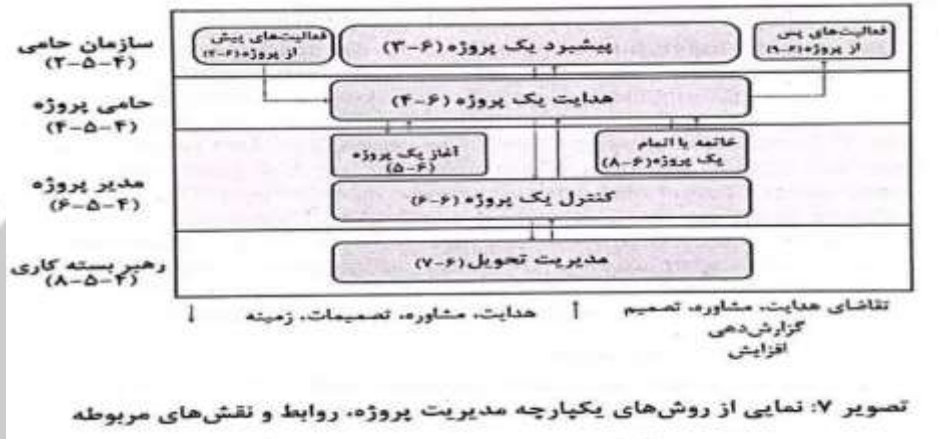 سازمان حامی
(۴-۵-۲)
فعالیت‌های پیش
از پروژه(۶-۲)
پیشبرد یک پروژه (۶-۳)
فعالیت‌های پس
از پروژه(۶-۹)
حامی پروژه
(۴-۵-۴)
هدایت یک پروژه (۶-۴)
مدیر پروژه
(۴-۵-۶)
آغاز یک پروژه
(۶-۵)
خاتمه یا اتمام
یک پروژه(۶-۸)
کنترل یک پروژه (۶-۶)
رهبر بسته کاری
(۴-۵-۸)
مدیریت تحویل (۶-۷)
تقاضای هدایت، مشاوره، تصمیم
گزارش‌دهی
افزایش
هدایت، مشاوره، تصمیمات، زمینه
تصویر ۷: نمایی از روش‌های یکپارچه مدیریت پروژه، روابط و نقش‌های مربوطه